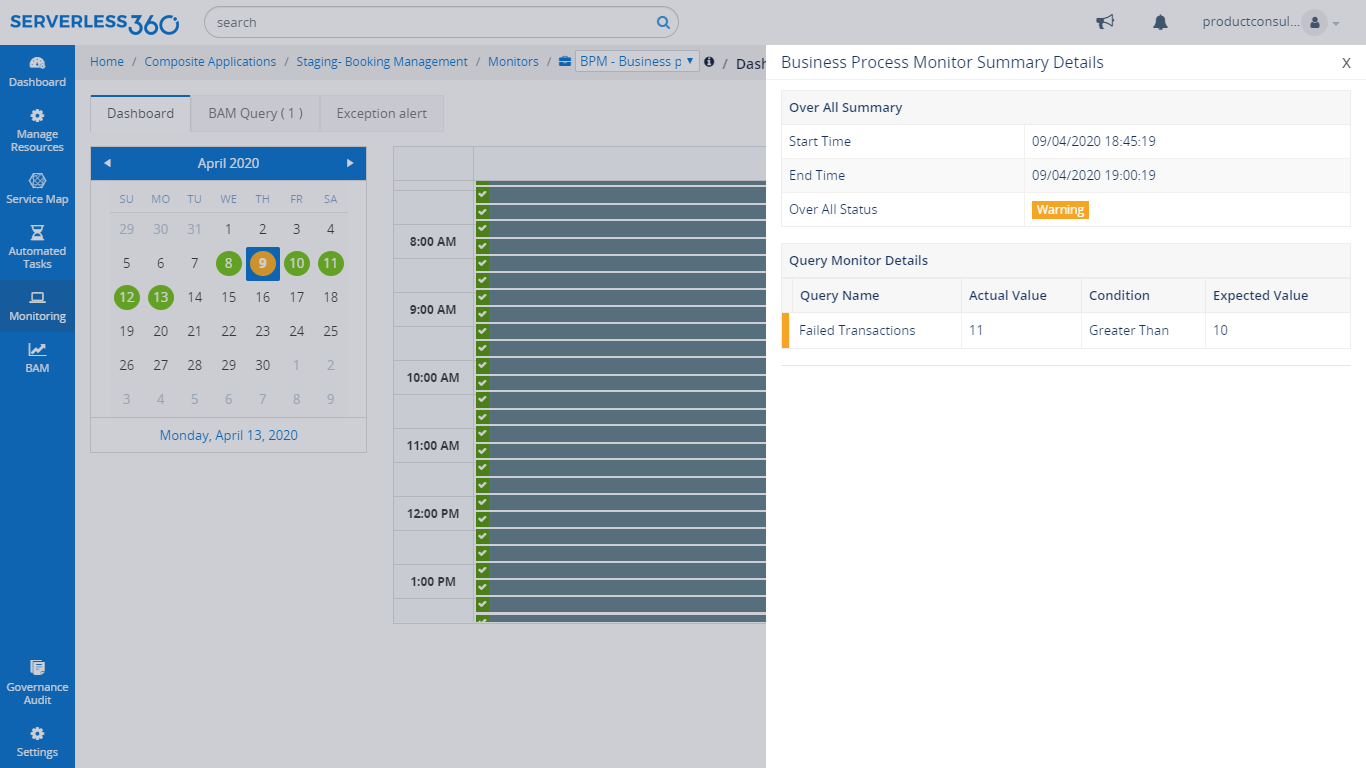 SERVERLESS360
search
productconsul...
Dashboard
Manage
Resources
Service Map
Automated
Tasks
Monitoring
BAM
Governance
Audit
Settings
Home / Composite Applications / Staging- Booking Management / Monitors / BPM - Business p / Dash
Dashboard BAM Query ( 1 ) Exception alert
April 2020
SU MO TU WE TH FR SA
29 30 31 1 2 3 4
5 6 7 8 9 10 11
12 13 14 15 16 17 18
19 20 21 22 23 24 25
26 27 28 29 30 1 2
3 4 5 6 7 8 9
Monday, April 13, 2020
8:00 AM
9:00 AM
10:00 AM
11:00 AM
12:00 PM
1:00 PM
Business Process Monitor Summary Details X
Over All Summary
Start Time 09/04/2020 18:45:19
End Time 09/04/2020 19:00:19
Over All Status Warning
Query Monitor Details
Query Name Actual Value Condition Expected Value
Failed Transactions 11 Greater Than 10